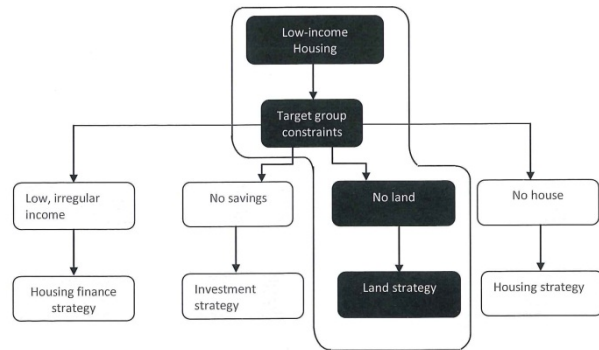 Low-income
Housing
Target group
constraints
Low, irregular
income
No savings
No land
No house
Housing finance
strategy
Investment
strategy
Land strategy
Housing strategy